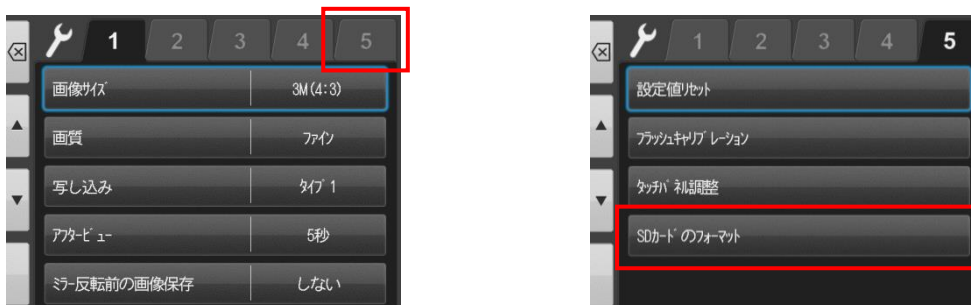 1 2 3 4 5
画像サイズ 3M(4:3)
画質 ファイン
写し込み タイプ1
アフタービュー 5秒
ミラー反転前の画像保存 しない
1 2 3 4 5
設定値リセット
フラッシュキャリブレーション
タッチパネル調整
SDカードのフォーマット